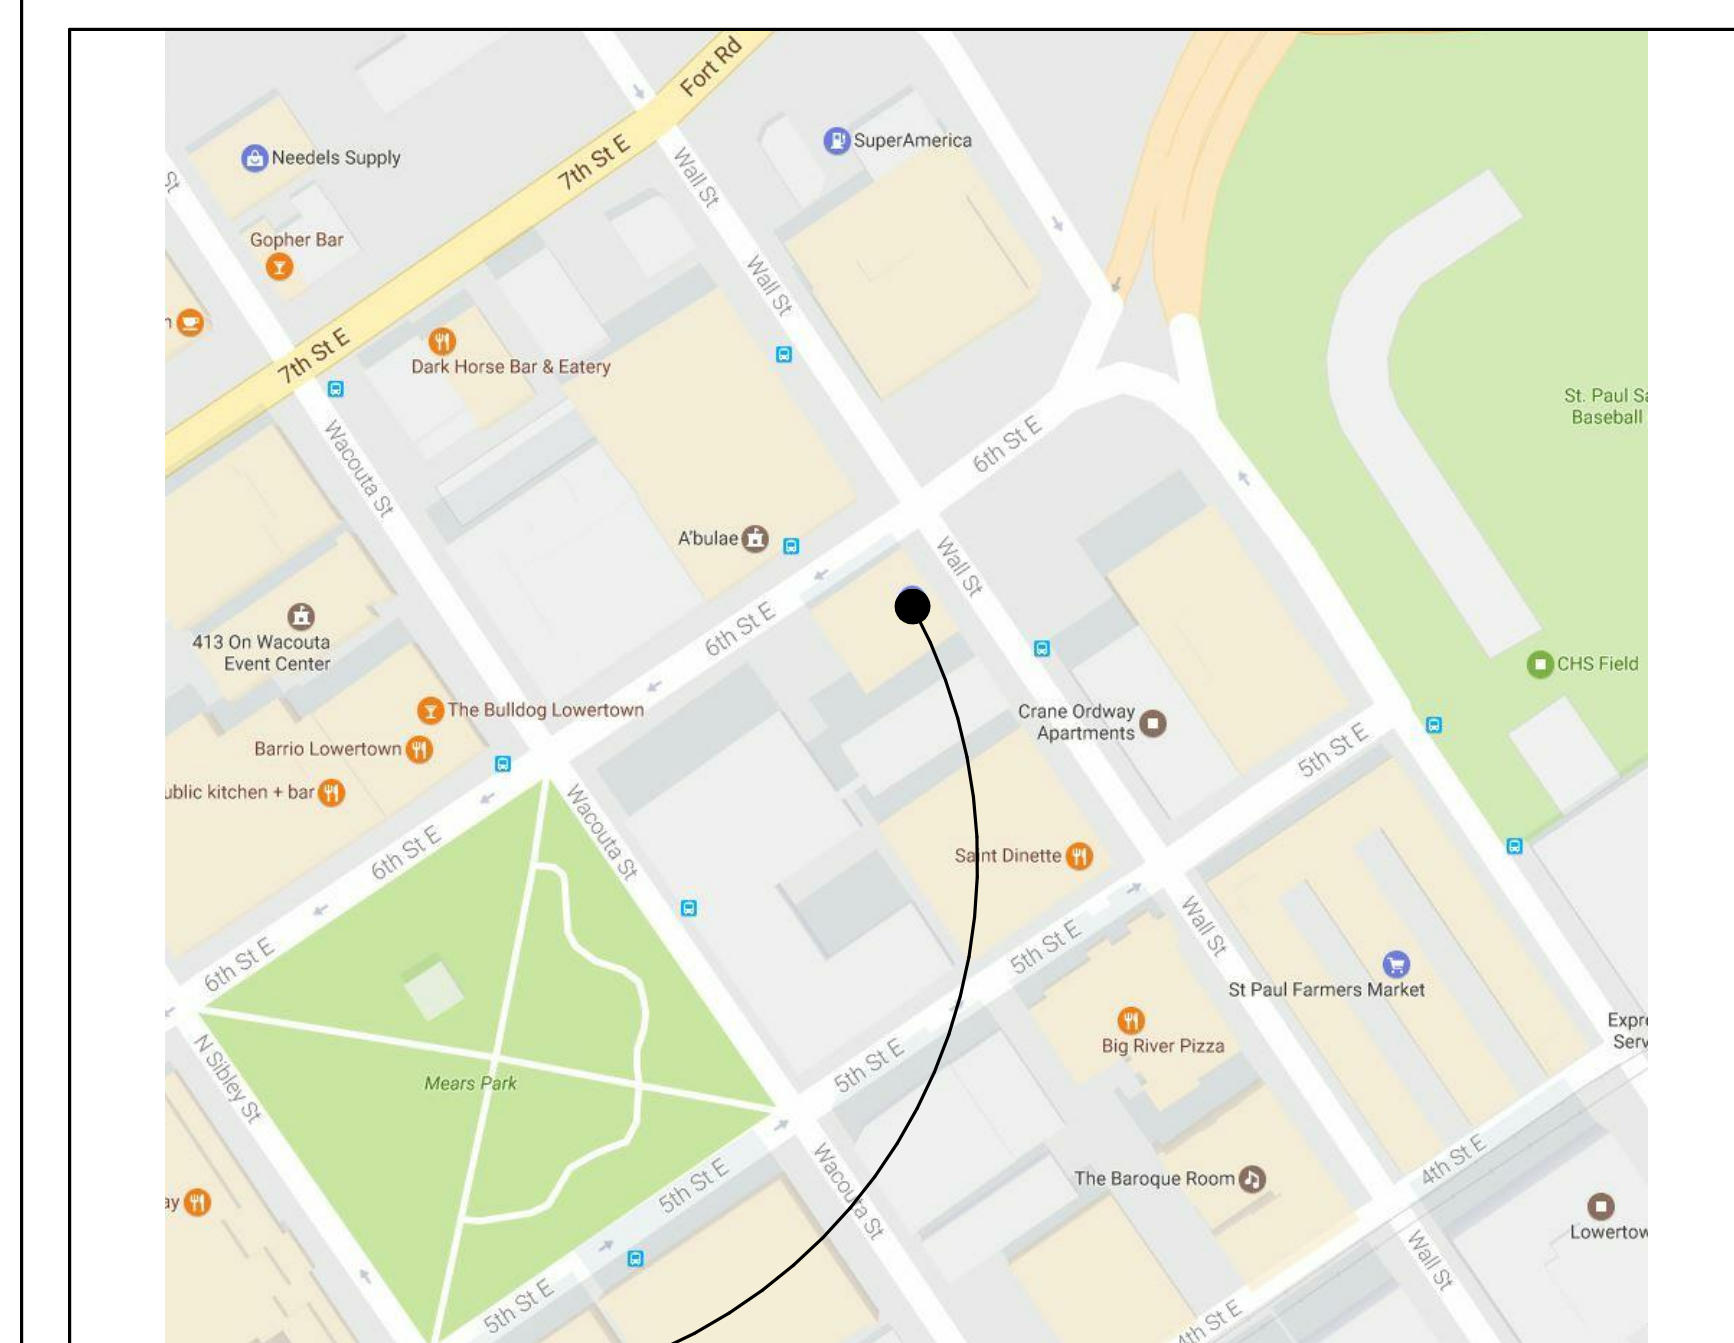 Fort Rd
7th St E
SuperAmerica
Needels Supply
Wall St
St
Gopher Bar
Wall St
7th St E
Dark Horse Bar & Eatery
St. Paul Sa
Baseball
6th St E
Wacouta St
A'bulae
Wall St
6th St E
413 On Wacouta
Event Center
CHS Field
The Bulldog Lowertown
Crane Ordway
Apartments
Barrio Lowertown
5th St E
ublic kitchen + bar
Wacouta St
6th St E
Saint Dinette
Wall St
5th St E
6th St E
St Paul Farmers Market
Expre
Serv
Big River Pizza
5th St E
N Sibley St
Mears Park
4th St E
The Baroque Room
5th St E
Wacouta St
ay
Lowertow
Wall St
5th St E
4th St E